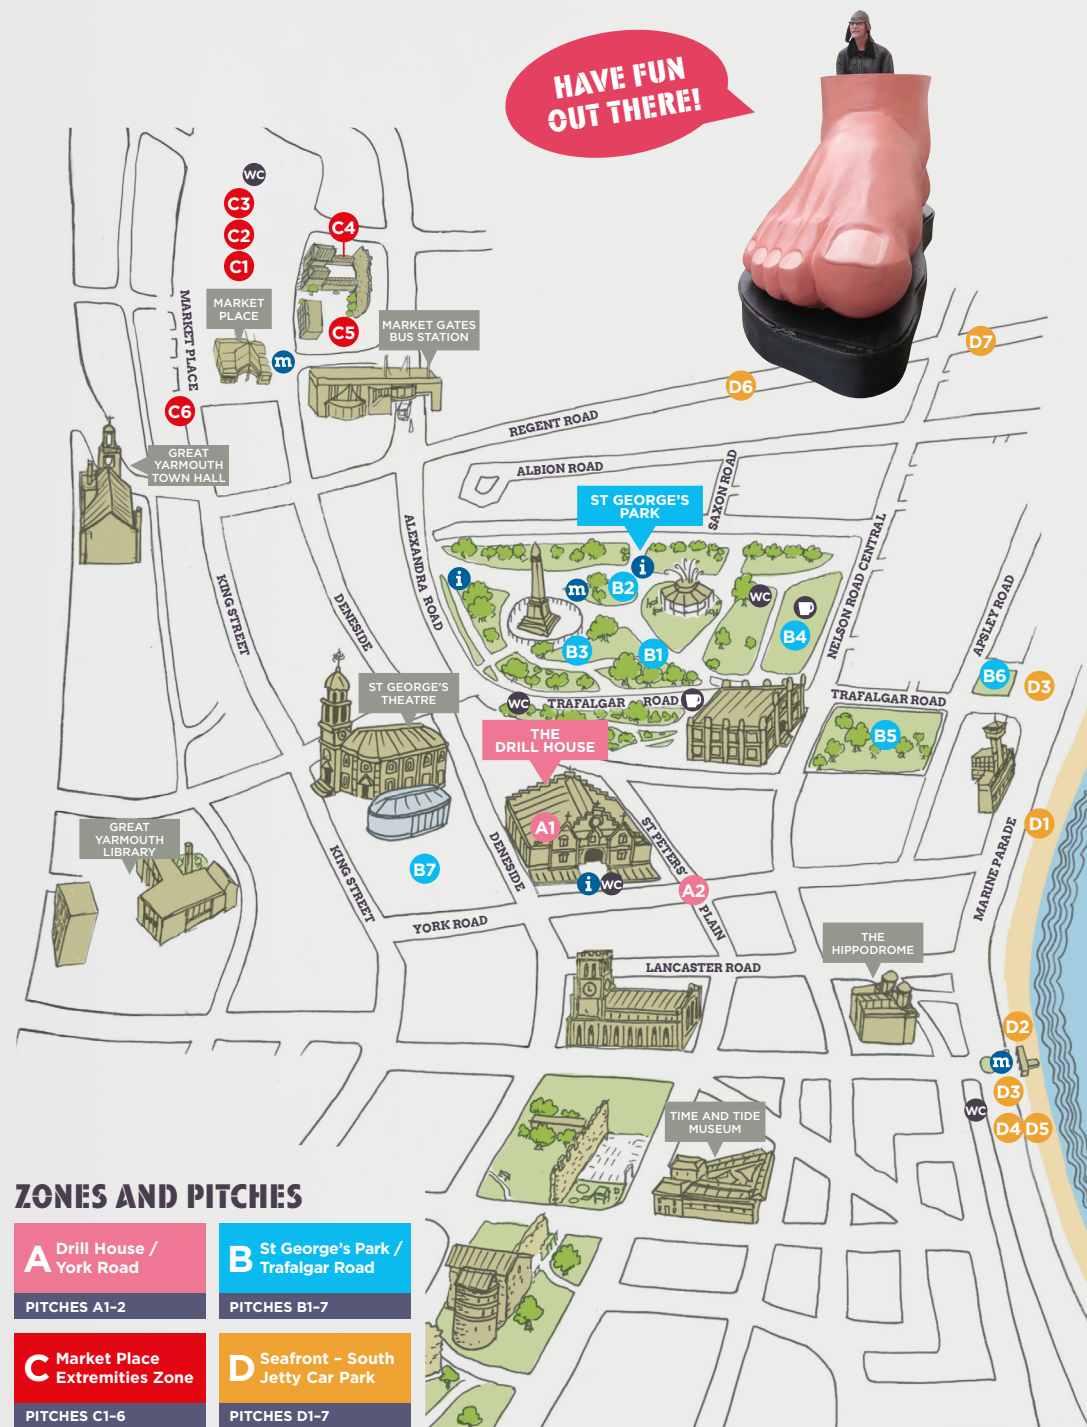 HAVE FUN
OUT THERE!
WC
C3
C2
C1
C4
C5
MARKET
PLACE
MARKET PLACE
MARKET GATES
BUS STATION
m
C6
D7
D6
REGENT ROAD
GREAT
YARMOUTH
TOWN HALL
ALBION ROAD
SAXON ROAD
ST GEORGE'S
PARK
ALEXANDRA ROAD
NELSON ROAD CENTRAL
i
i
m
B2
WC
B4
KING STREET
DENESIDE
APSLEY ROAD
B3
B1
B6
D3
ST GEORGE'S
THEATRE
WC
TRAFALGAR ROAD
TRAFALGAR ROAD
THE
DRILL HOUSE
B5
A1
D1
GREAT
YARMOUTH
LIBRARY
KING STREET
B7
DENESIDE
ST PETERS' PLAIN
MARINE PARADE
i
WC
A2
YORK ROAD
THE
HIPPODROME
LANCASTER ROAD
D2
m
D3
WC
D4
D5
TIME AND TIDE
MUSEUM
ZONES AND PITCHES
A
Drill House /
York Road
PITCHES A1–2
B
St George's Park /
Trafalgar Road
PITCHES B1–7
C
Market Place
Extremities Zone
PITCHES C1–6
D
Seafront – South
Jetty Car Park
PITCHES D1–7